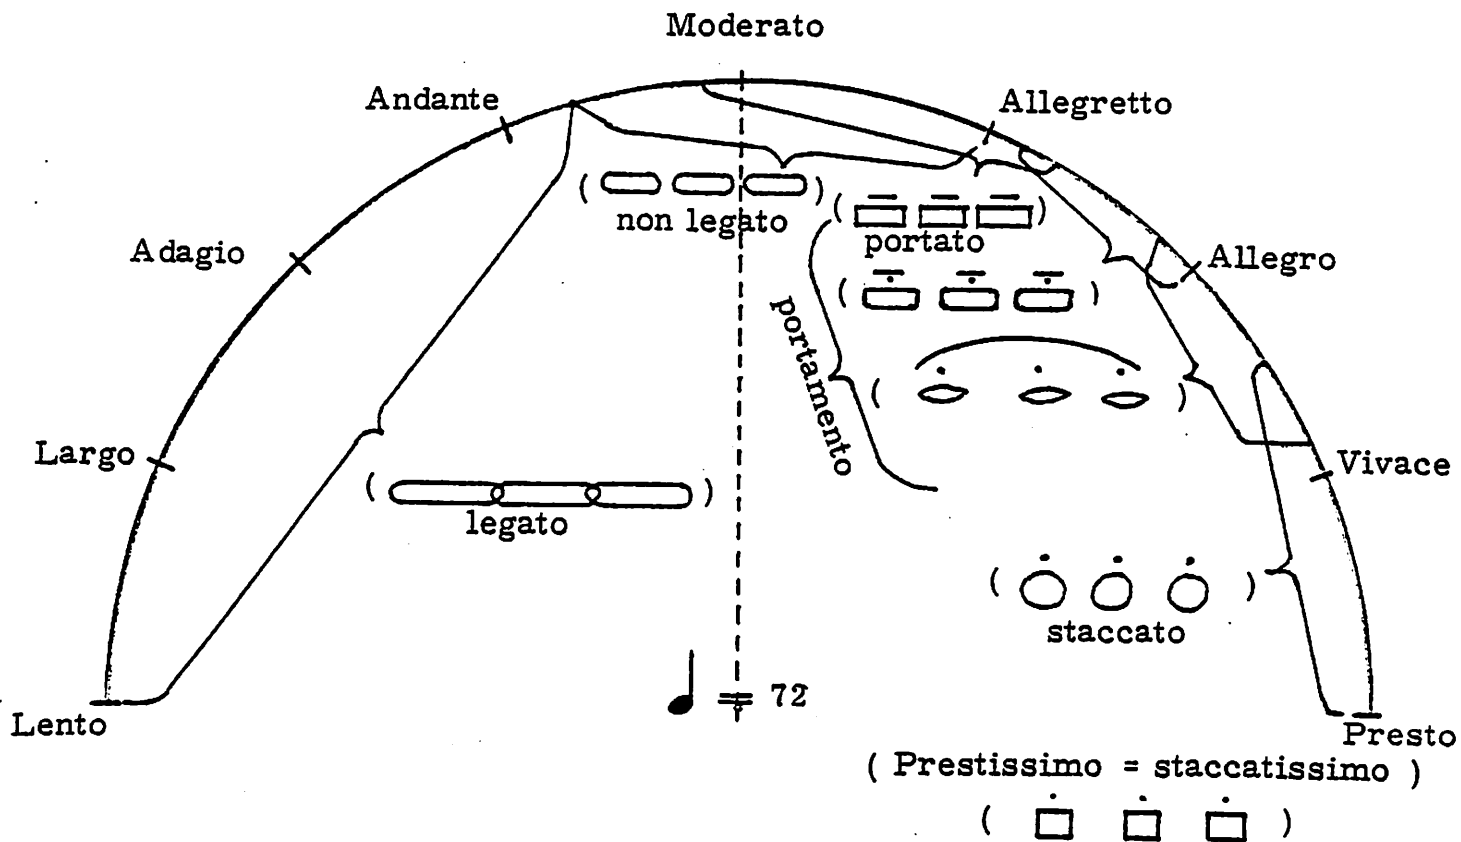 Moderato
Andante
Allegretto
non legato
portato
Adagio
Allegro
portamento
Largo
Vivace
legato
staccato
= 72
Lento
Presto
( Prestissimo = staccatissimo )